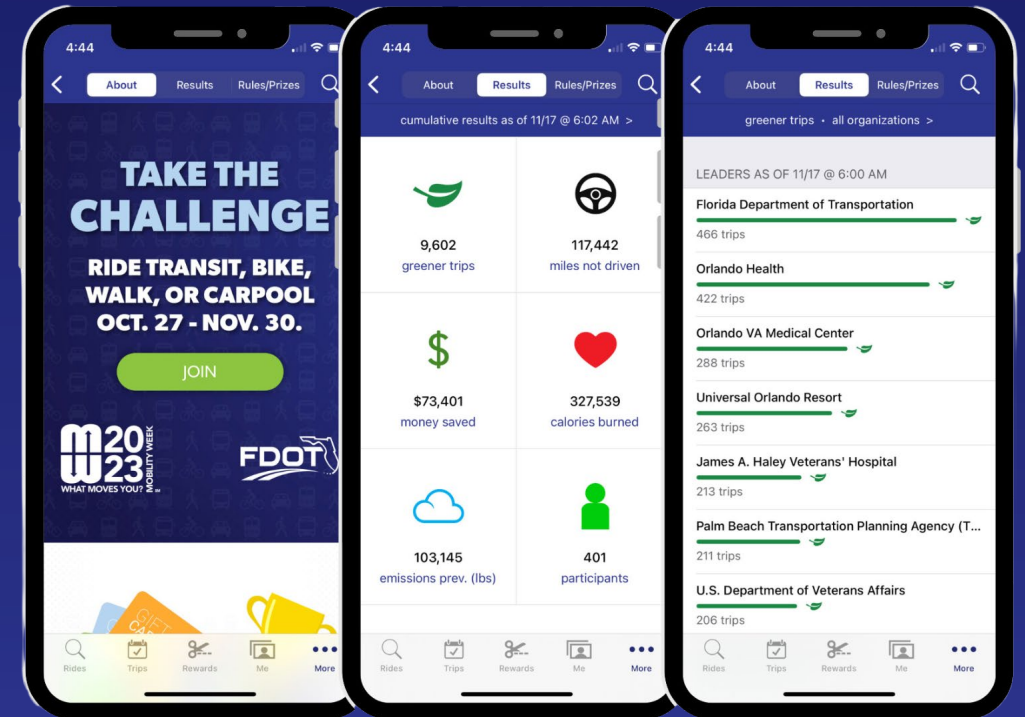 4:44
About Results Rules/Prizes
TAKE THE
CHALLENGE
RIDE TRANSIT, BIKE,
WALK, OR CARPOOL
OCT. 27 - NOV. 30.
JOIN
MW 2023
MOBILITY WEEK
WHAT MOVES YOU?
FDOT
GIFT
Rides Trips Rewards Me More
4:44
About Results Rules/Prizes
cumulative results as of 11/17 @ 6:02 AM >
9,602
greener trips
117,442
miles not driven
$
$73,401
money saved
327,539
calories burned
103,145
emissions prev. (lbs)
401
participants
Rides Trips Rewards Me More
4:44
About Results Rules/Prizes
greener trips • all organizations >
LEADERS AS OF 11/17 @ 6:00 AM
Florida Department of Transportation
466 trips
Orlando Health
422 trips
Orlando VA Medical Center
288 trips
Universal Orlando Resort
263 trips
James A. Haley Veterans' Hospital
213 trips
Palm Beach Transportation Planning Agency (T...
211 trips
U.S. Department of Veterans Affairs
206 trips
Rides Trips Rewards Me More